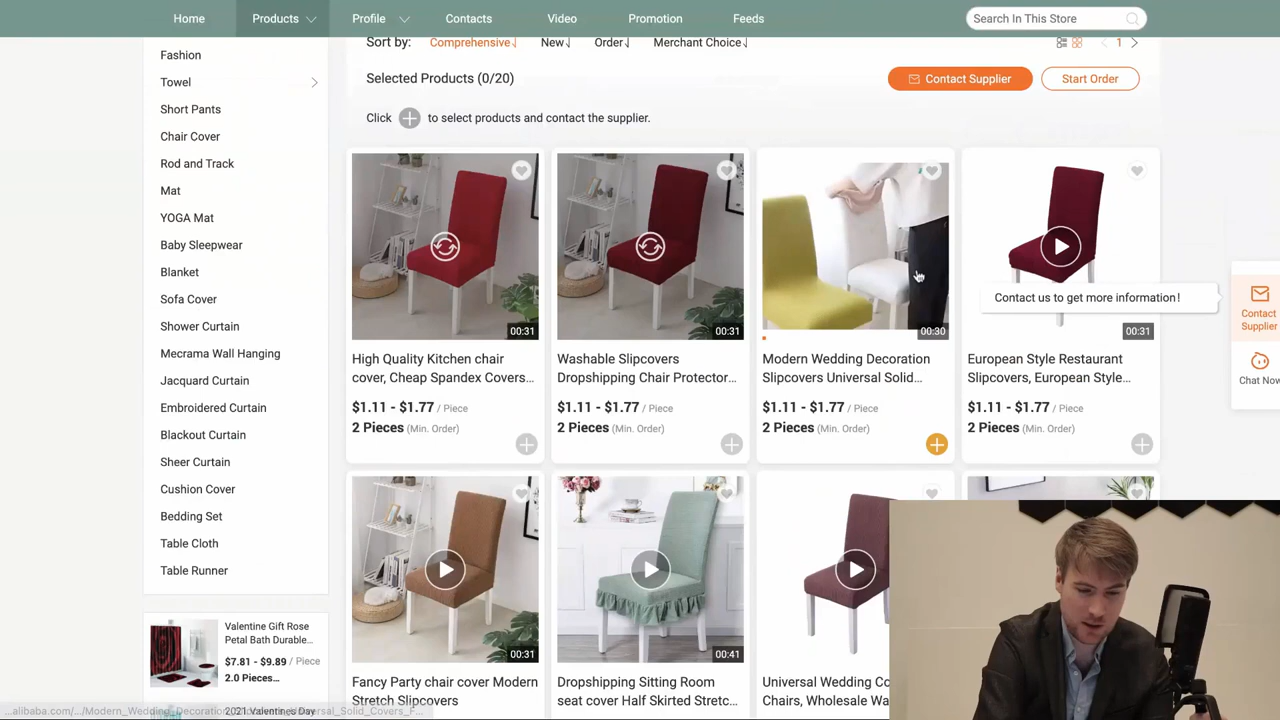 Home
Products
Profile
Contacts
Video
Promotion
Feeds
Search In This Store
Fashion
Towel
Short Pants
Chair Cover
Rod and Track
Mat
YOGA Mat
Baby Sleepwear
Blanket
Sofa Cover
Shower Curtain
Mecrama Wall Hanging
Jacquard Curtain
Embroidered Curtain
Blackout Curtain
Sheer Curtain
Cushion Cover
Bedding Set
Table Cloth
Table Runner
Valentine Gift Rose
Petal Bath Durable...
$7.81 - $9.89 / Piece
2.0 Pieces...
2021 Valentines Day
Sort by: Comprehensive New Order Merchant Choice
1
Selected Products (0/20)
Contact Supplier
Start Order
Click to select products and contact the supplier.
00:31
High Quality Kitchen chair
cover, Cheap Spandex Covers...
$1.11 - $1.77 / Piece
2 Pieces (Min. Order)
00:31
Washable Slipcovers
Dropshipping Chair Protector...
$1.11 - $1.77 / Piece
2 Pieces (Min. Order)
00:30
Modern Wedding Decoration
Slipcovers Universal Solid...
$1.11 - $1.77 / Piece
2 Pieces (Min. Order)
00:31
European Style Restaurant
Slipcovers, European Style...
$1.11 - $1.77 / Piece
2 Pieces (Min. Order)
Contact us to get more information!
Contact
Supplier
Chat Now
00:31
Fancy Party chair cover Modern
Stretch Slipcovers
00:41
Dropshipping Sitting Room
seat cover Half Skirted Stretc...
Universal Wedding Co
Chairs, Wholesale Wa